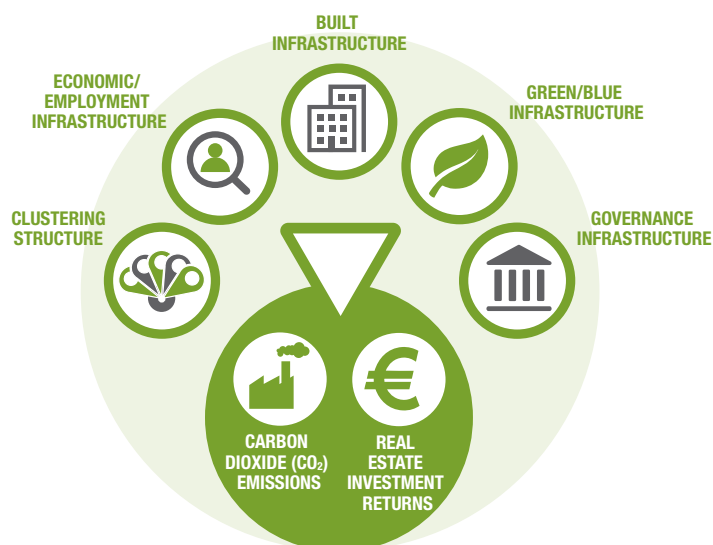 BUILT
INFRASTRUCTURE
ECONOMIC/
EMPLOYMENT
INFRASTRUCTURE
GREEN/BLUE
INFRASTRUCTURE
CLUSTERING
STRUCTURE
GOVERNANCE
INFRASTRUCTURE
€
CARBON
DIOXIDE (CO₂)
EMISSIONS
REAL
ESTATE
INVESTMENT
RETURNS